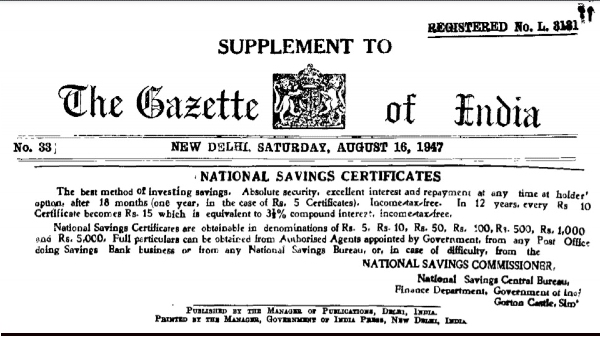 REGISTERED No. L. 3131
SUPPLEMENT TO
The Gazette of India
No. 33
NEW DELHI, SATURDAY, AUGUST 16, 1947
NATIONAL SAVINGS CERTIFICATES
The best method of investing savings. Absolute security, excellent interest and repayment at any time at holder'
option, after 18 months (one year, in the case of Rs. 5 Certificates). Income-tax-free. In 12 years, every Rs 10
Certificate becomes Rs. 15 which is equivalent to 3½% compound interest, income-tax-free.
National Savings Certificates are obtainable in denominations of Rs. 5, Rs. 10, Rs. 50, Rs. 100, Rs. 500, Rs. 1,000
and Rs. 5,000. Full particulars can be obtained from Authorised Agents appointed by Government, from any Post Office
doing Savings Bank business or from any National Savings Bureau, or, in case of difficulty, from the
NATIONAL SAVINGS COMMISSIONER,
National Savings Central Bureau,
Finance Department, Government of
Gorton Castle,
PUBLISHED BY THE MANAGER OF PUBLICATIONS, DELHI, INDIA.
PRINTED BY THE MANAGER, GOVERNMENT OF INDIA PRESS, NEW DELHI, INDIA